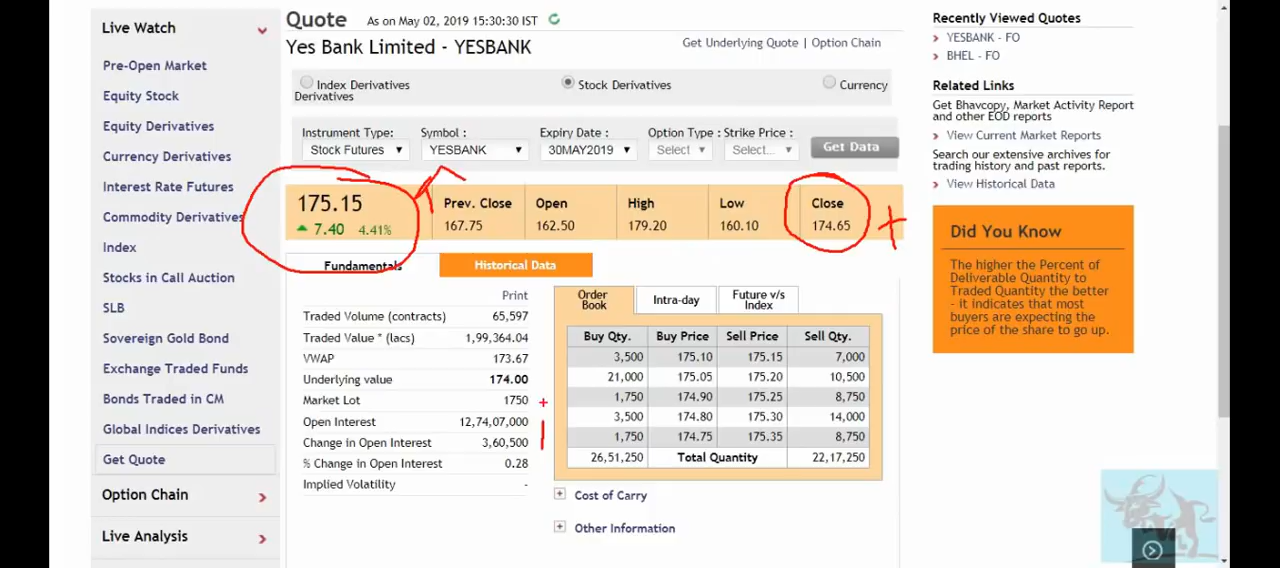 Live Watch
Pre-Open Market
Equity Stock
Equity Derivatives
Currency Derivatives
Interest Rate Futures
Commodity Derivatives
Index
Stocks in Call Auction
SLB
Sovereign Gold Bond
Exchange Traded Funds
Bonds Traded in CM
Global Indices Derivatives
Get Quote
Option Chain
Live Analysis
Quote As on May 02, 2019 15:30:30 IST
Yes Bank Limited - YESBANK
Get Underlying Quote | Option Chain
Index Derivatives Stock Derivatives Currency
Derivatives
Instrument Type: Symbol : Expiry Date : Option Type : Strike Price :
Stock Futures YESBANK 30MAY2019 Select Select... Get Data
175.15
7.40 4.41%
Prev. Close Open High Low Close
167.75 162.50 179.20 160.10 174.65
Fundamentals Historical Data
Print
Traded Volume (contracts) 65,597
Traded Value * (lacs) 1,99,364.04
VWAP 173.67
Underlying value 174.00
Market Lot 1750
Open Interest 12,74,07,000
Change in Open Interest 3,60,500
% Change in Open Interest 0.28
Implied Volatility -
Order Book Intra-day Future v/s Index
Buy Qty. Buy Price Sell Price Sell Qty.
3,500 175.10 175.15 7,000
21,000 175.05 175.20 10,500
1,750 174.90 175.25 8,750
3,500 174.80 175.30 14,000
1,750 174.75 175.35 8,750
26,51,250 Total Quantity 22,17,250
Cost of Carry
Other Information
Recently Viewed Quotes
YESBANK - FO
BHEL - FO
Related Links
Get Bhavcopy, Market Activity Report
and other EOD reports
View Current Market Reports
Search our extensive archives for
trading history and past reports.
View Historical Data
Did You Know
The higher the Percent of
Deliverable Quantity to
Traded Quantity the better
- it indicates that most
buyers are expecting the
price of the share to go up.